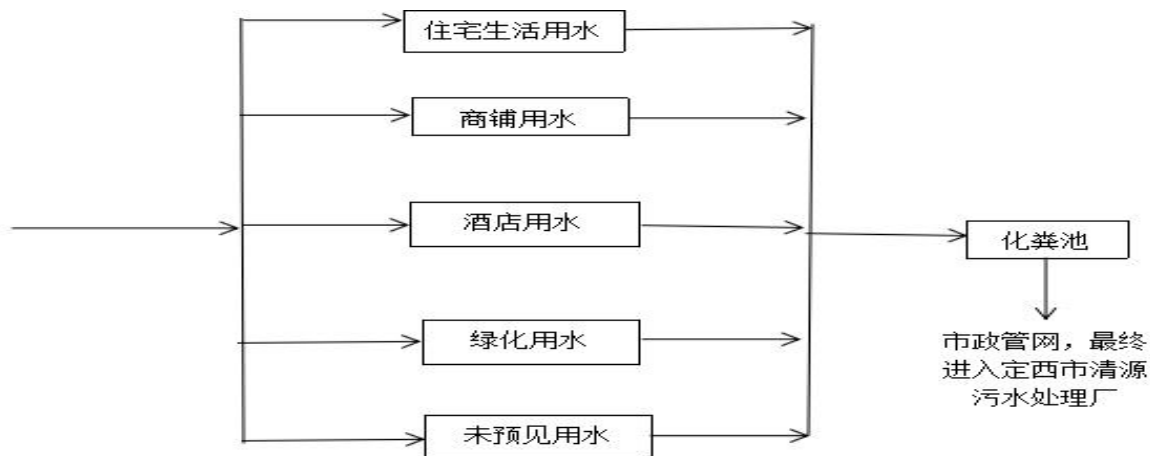 住宅生活用水
商铺用水
酒店用水
绿化用水
未预见用水
化粪池
市政管网，最终
进入定西市清源
污水处理厂